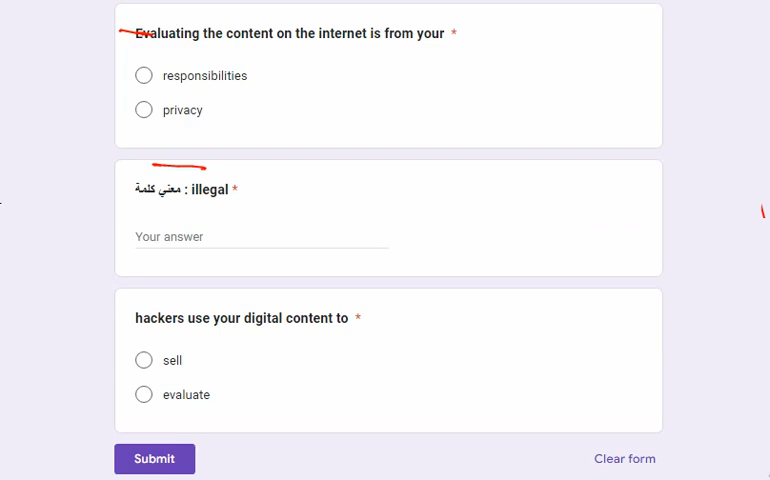 Evaluating the content on the internet is from your *
responsibilities
privacy
معني كلمة : illegal *
Your answer
hackers use your digital content to *
sell
evaluate
Submit
Clear form